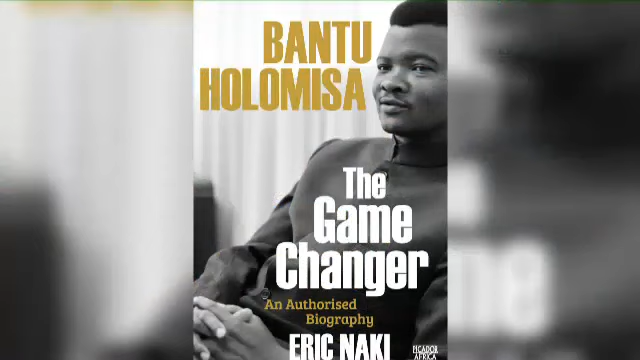 BANTU
HOLOMISA
The
Game
Changer
An Authorised
Biography
ERIC NAKI
PICADOR
AFRICA